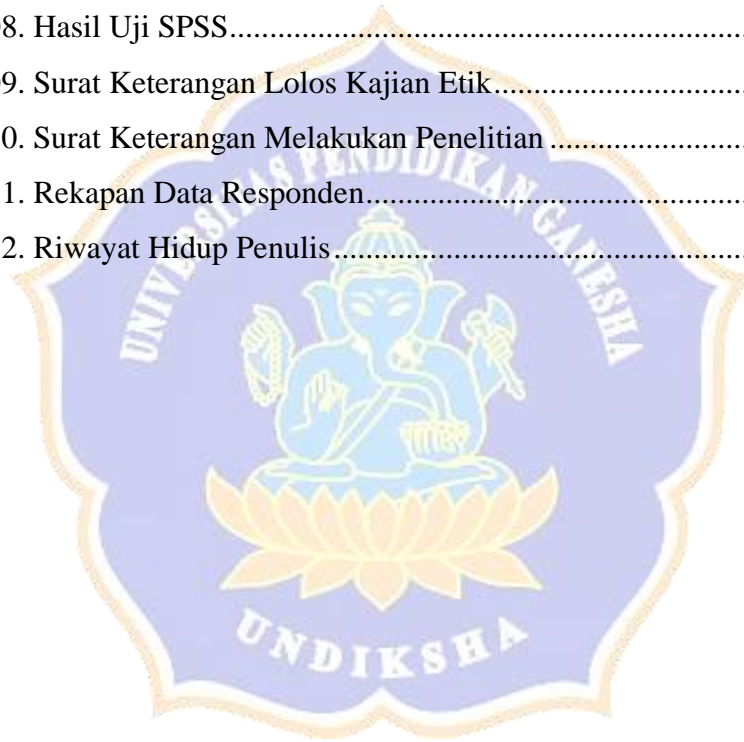 8. Hasil Uji SPSS
9. Surat Keterangan Lolos Kajian Etik
0. Surat Keterangan Melakukan Penelitian
1. Rekapan Data Responden
2. Riwayat Hidup Penulis
UNIVERSITAS PENDIDIKAN GANESHA
UNDIKSHA